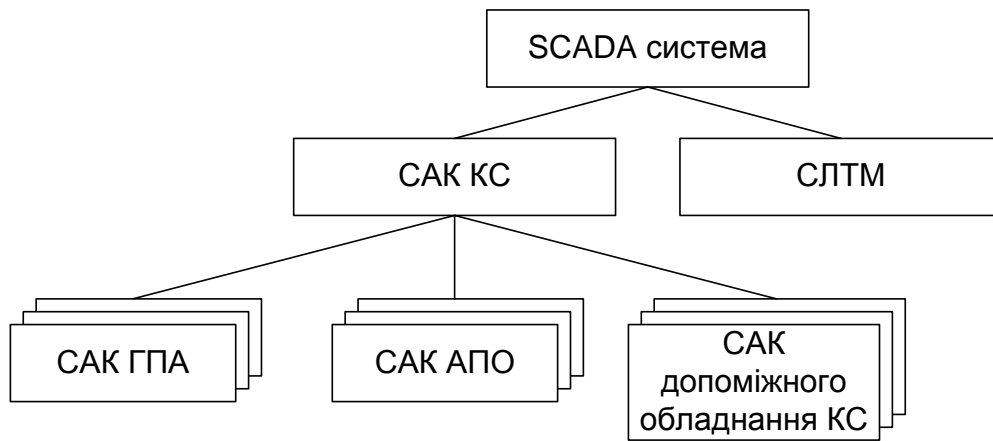 SCADA система
САК КС
СЛТМ
САК ГПА
САК АПО
САК
допоміжного
обладнання КС